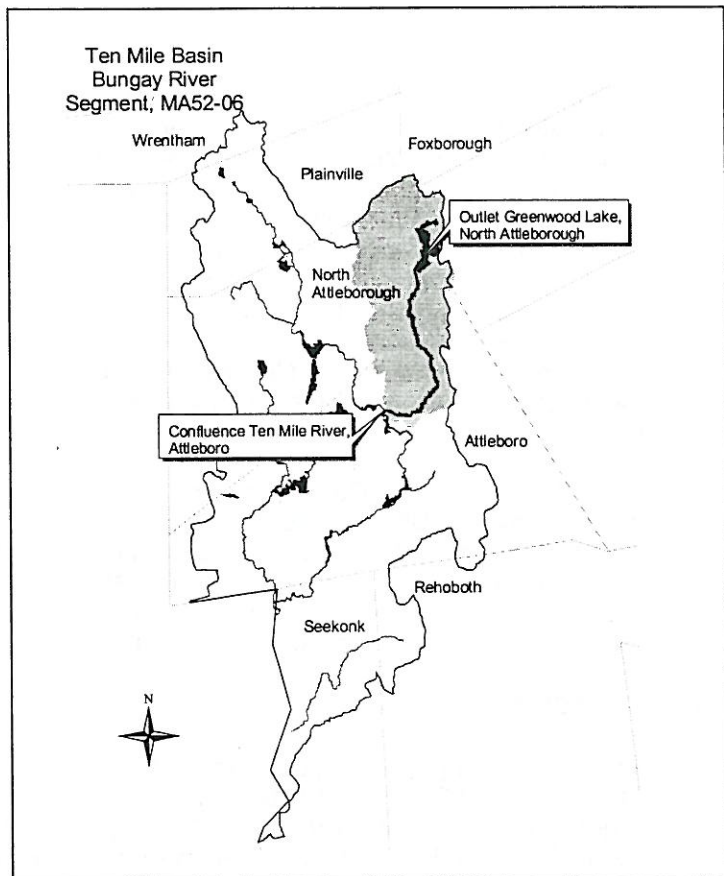 Ten Mile Basin
Bungay River
Segment, MA52-06
Wrentham
Foxborough
Plainville
Outlet Greenwood Lake,
North Attleborough
North
Attleborough
Confluence Ten Mile River,
Attleboro
Attleboro
Rehoboth
Seekonk
N